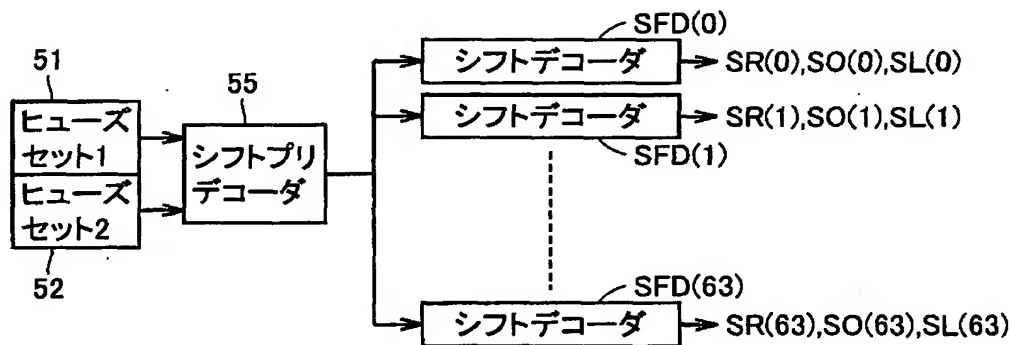 SFD(0)
シフトデコーダ
SR(0),SO(0),SL(0)
51
55
ヒューズ
セット1
シフトプリ
デコーダ
シフトデコーダ
SR(1),SO(1),SL(1)
SFD(1)
ヒューズ
セット2
52
SFD(63)
シフトデコーダ
SR(63),SO(63),SL(63)